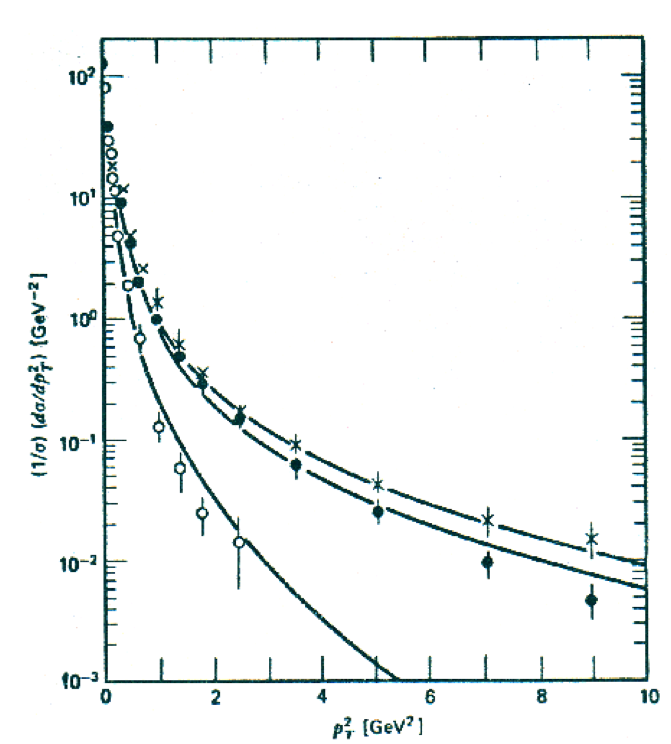 10²
10¹
10⁰
10⁻¹
10⁻²
10⁻³
(1/σ) (dσ/dp²_T) [GeV⁻²]
0 2 4 6 8 10
p²_T [GeV²]